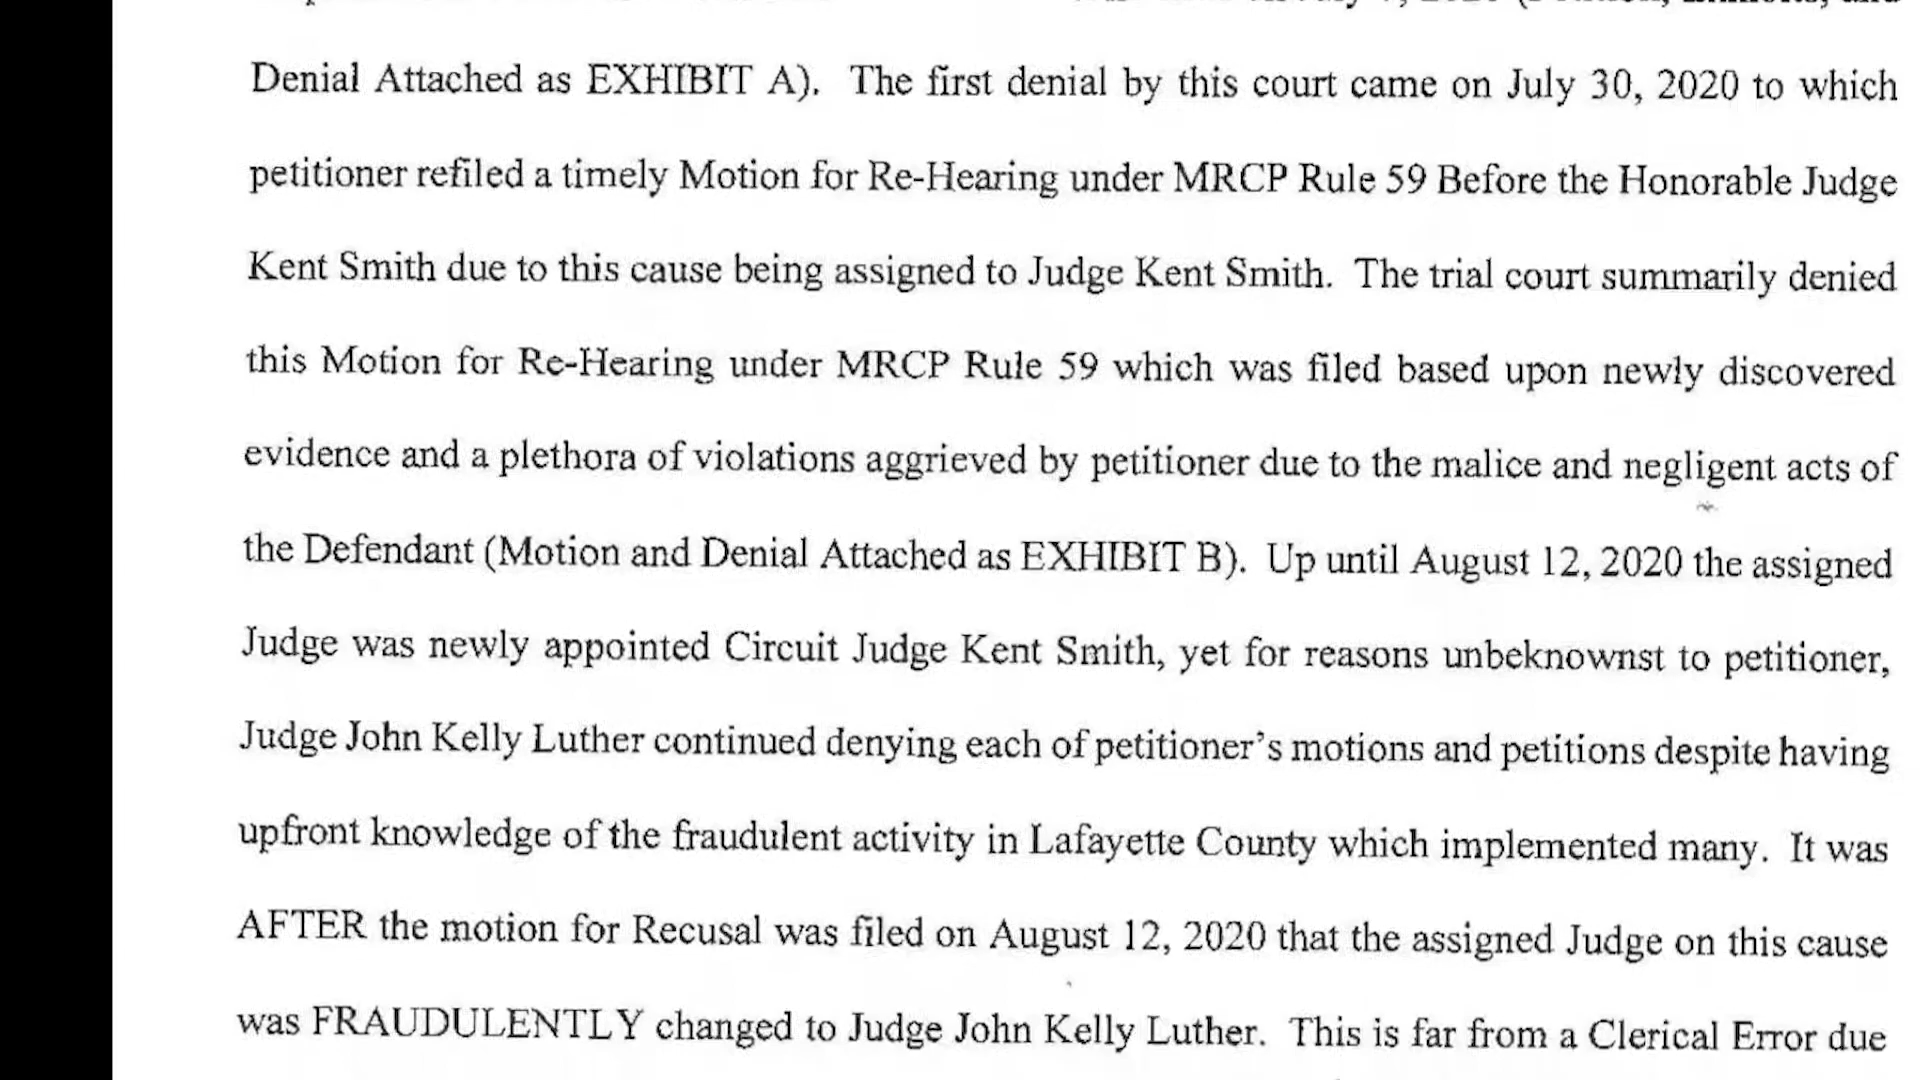 Denial Attached as EXHIBIT A). The first denial by this court came on July 30, 2020 to which
petitioner refiled a timely Motion for Re-Hearing under MRCP Rule 59 Before the Honorable Judge
Kent Smith due to this cause being assigned to Judge Kent Smith. The trial court summarily denied
this Motion for Re-Hearing under MRCP Rule 59 which was filed based upon newly discovered
evidence and a plethora of violations aggrieved by petitioner due to the malice and negligent acts of
the Defendant (Motion and Denial Attached as EXHIBIT B). Up until August 12, 2020 the assigned
Judge was newly appointed Circuit Judge Kent Smith, yet for reasons unbeknownst to petitioner,
Judge John Kelly Luther continued denying each of petitioner's motions and petitions despite having
upfront knowledge of the fraudulent activity in Lafayette County which implemented many. It was
AFTER the motion for Recusal was filed on August 12, 2020 that the assigned Judge on this cause
was FRAUDULENTLY changed to Judge John Kelly Luther. This is far from a Clerical Error due